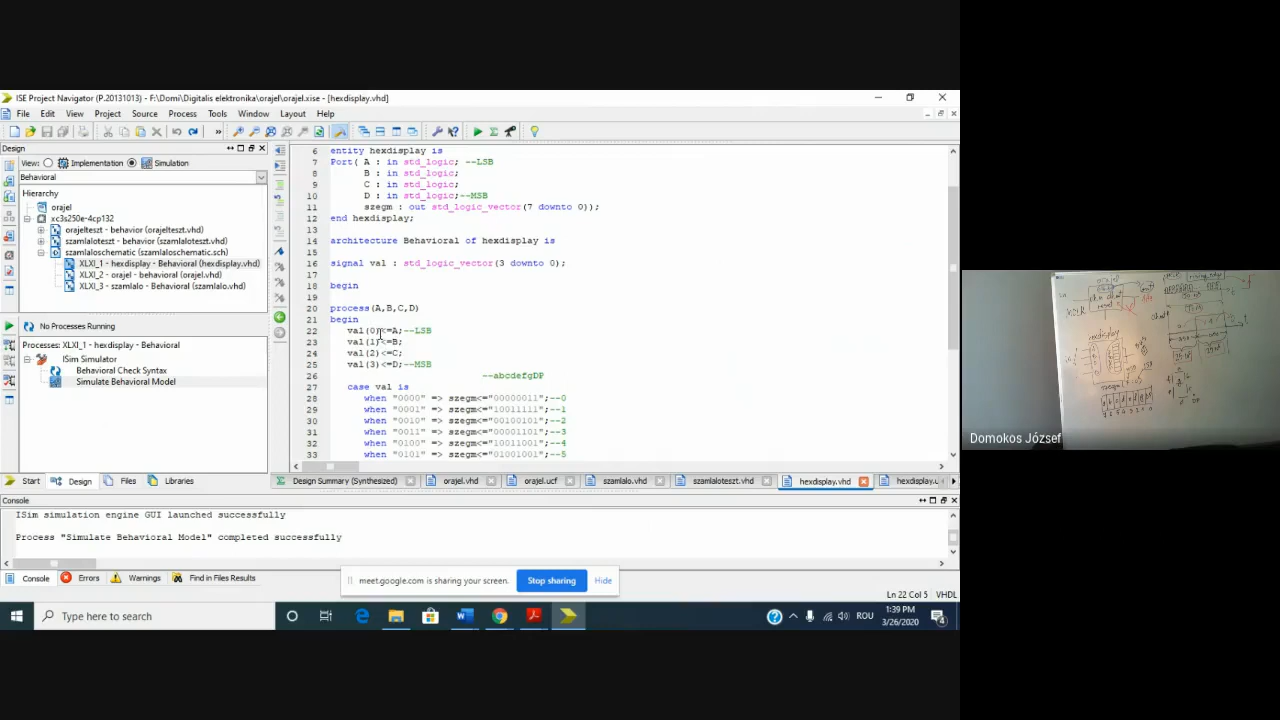 ISE Project Navigator (P.20131013) - F:\Domi\Digitalis elektronika\orajel\orajel.xise - [hexdisplay.vhd]
File Edit View Project Source Process Tools Window Layout Help
Design
View: Implementation Simulation
Behavioral
Hierarchy
orajel
xc3s250e-4cp132
orajelteszt - behavior (orajelteszt.vhd)
szamlaloteszt - behavior (szamlaloteszt.vhd)
szamlaloschematic (szamlaloschematic.sch)
XLXI_1 - hexdisplay - Behavioral (hexdisplay.vhd)
XLXI_2 - orajel - Behavioral (orajel.vhd)
XLXI_3 - szamlalo - Behavioral (szamlalo.vhd)
No Processes Running
Processes: XLXI_1 - hexdisplay - Behavioral
ISim Simulator
Behavioral Check Syntax
Simulate Behavioral Model
Start Design Files Libraries
6 entity hexdisplay is
7 Port( A : in std_logic; --LSB
8 B : in std_logic;
9 C : in std_logic;
10 D : in std_logic;--MSB
11 szegm : out std_logic_vector(7 downto 0));
12 end hexdisplay;
13
14 architecture Behavioral of hexdisplay is
15
16 signal val : std_logic_vector(3 downto 0);
17
18 begin
19
20 process(A,B,C,D)
21 begin
22 val(0)<=A;--LSB
23 val(1)<=B;
24 val(2)<=C;
25 val(3)<=D;--MSB
26 --abcdefgDP
27 case val is
28 when "0000" => szegm<="00000011";--0
29 when "0001" => szegm<="10011111";--1
30 when "0010" => szegm<="00100101";--2
31 when "0011" => szegm<="00001101";--3
32 when "0100" => szegm<="10011001";--4
33 when "0101" => szegm<="01001001";--5
Design Summary (Synthesized) orajel.vhd orajel.ucf szamlalo.vhd szamlaloteszt.vhd hexdisplay.vhd
Console
ISim simulation engine GUI launched successfully
Process "Simulate Behavioral Model" completed successfully
Console Errors Warnings Find in Files Results
meet.google.com is sharing your screen. Stop sharing Hide
Ln 22 Col 5 VHDL
Type here to search
ROU
1:39 PM
3/26/2020
4
Domokos József
hexdisplay